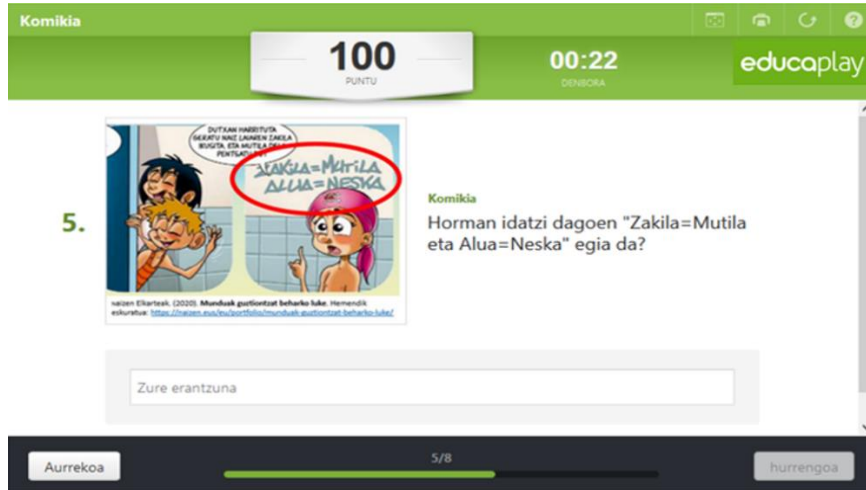 Komikia
100
PUNTU
00:22
DENBORA
educaplay
5.
DUTXAN HARRITUTA
GERATU NAIZ LAIAREN ZAKILA
IKUSITA, ETA MUTILA DELA
PENTSATU DUT
ZAKILA=MUTILA
ALUA=NESKA
Naizen Elkarteak. (2020). Munduak guztiontzat beharko luke. Hemendik
eskuratua: https://naizen.eus/eu/portfolio/munduak-guztiontzat-beharko-luke/
Komikia
Horman idatzi dagoen "Zakila=Mutila
eta Alua=Neska" egia da?
Zure erantzuna
Aurrekoa
5/8
hurrengoa